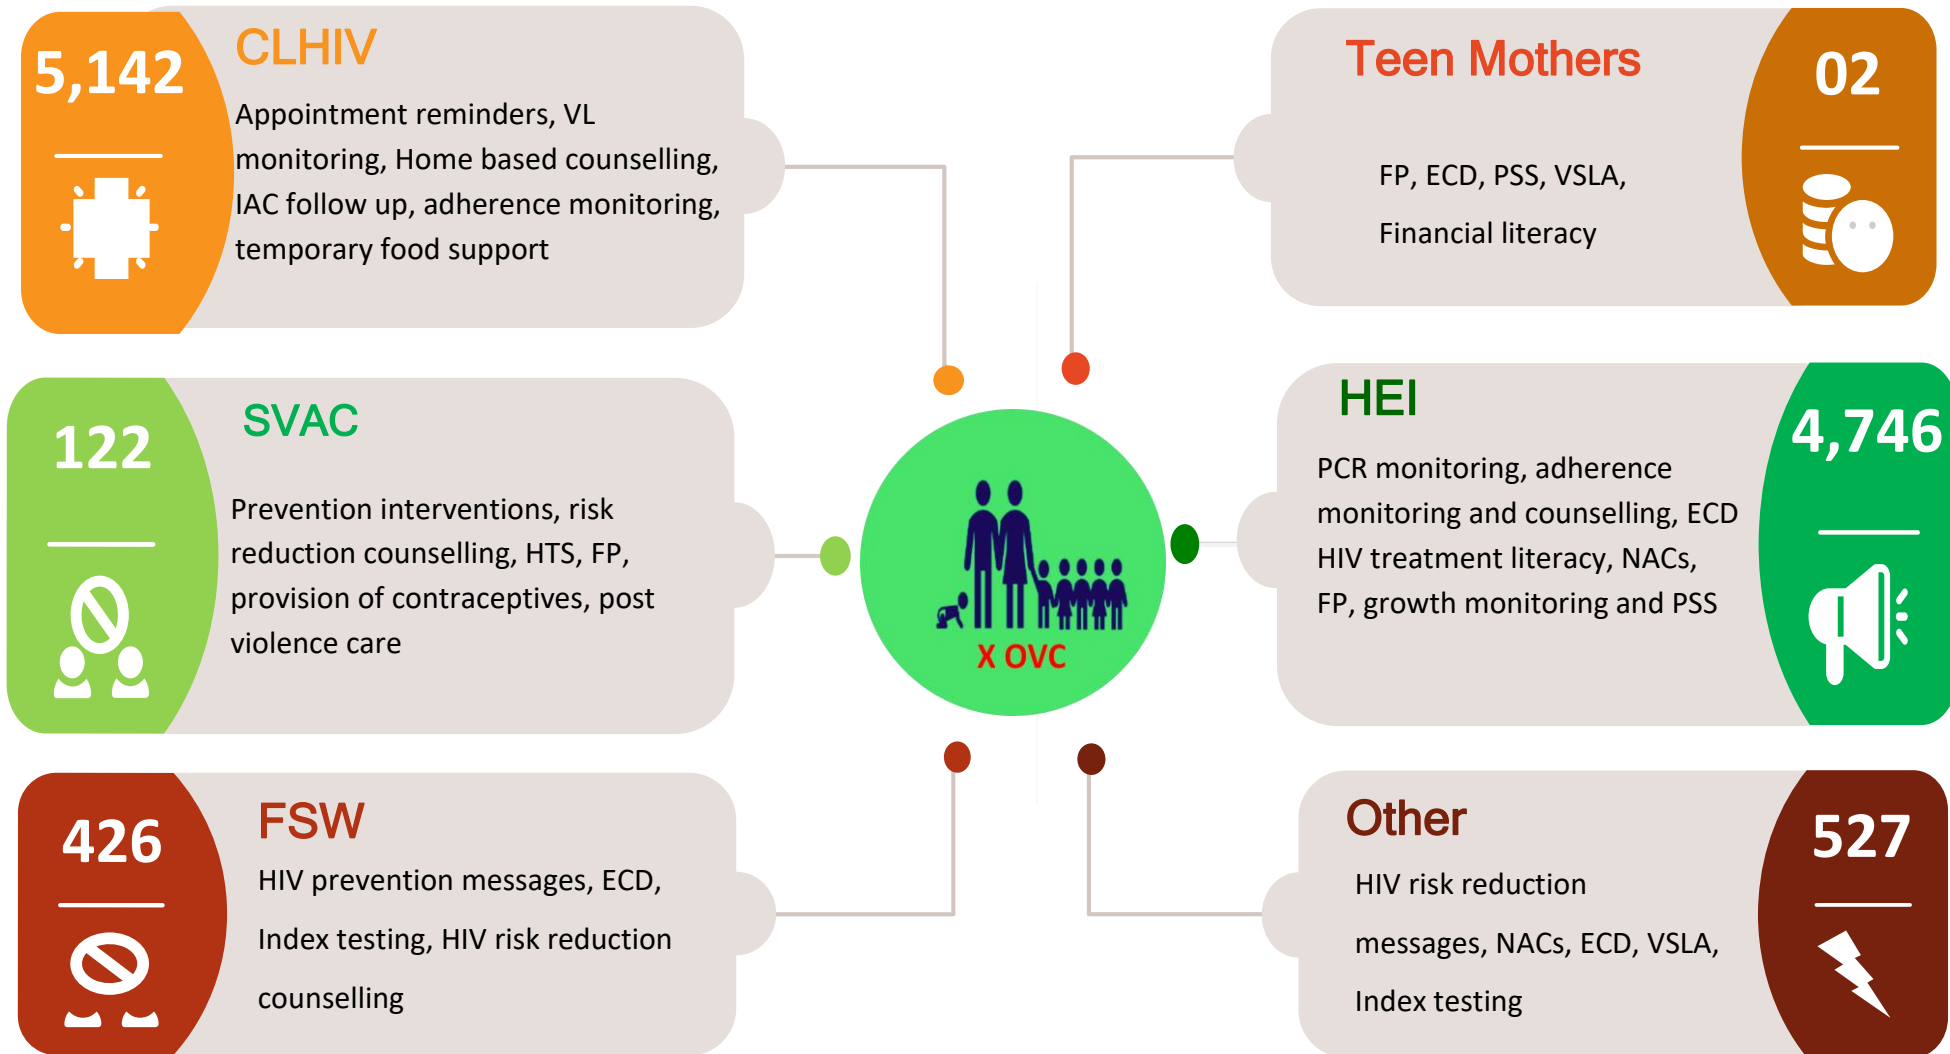 5,142
CLHIV
Appointment reminders, VL
monitoring, Home based counselling,
IAC follow up, adherence monitoring,
temporary food support
Teen Mothers
02
FP, ECD, PSS, VSLA,
Financial literacy
122
SVAC
Prevention interventions, risk
reduction counselling, HTS, FP,
provision of contraceptives, post
violence care
X OVC
HEI
4,746
PCR monitoring, adherence
monitoring and counselling, ECD
HIV treatment literacy, NACs,
FP, growth monitoring and PSS
426
FSW
HIV prevention messages, ECD,
Index testing, HIV risk reduction
counselling
Other
527
HIV risk reduction
messages, NACs, ECD, VSLA,
Index testing